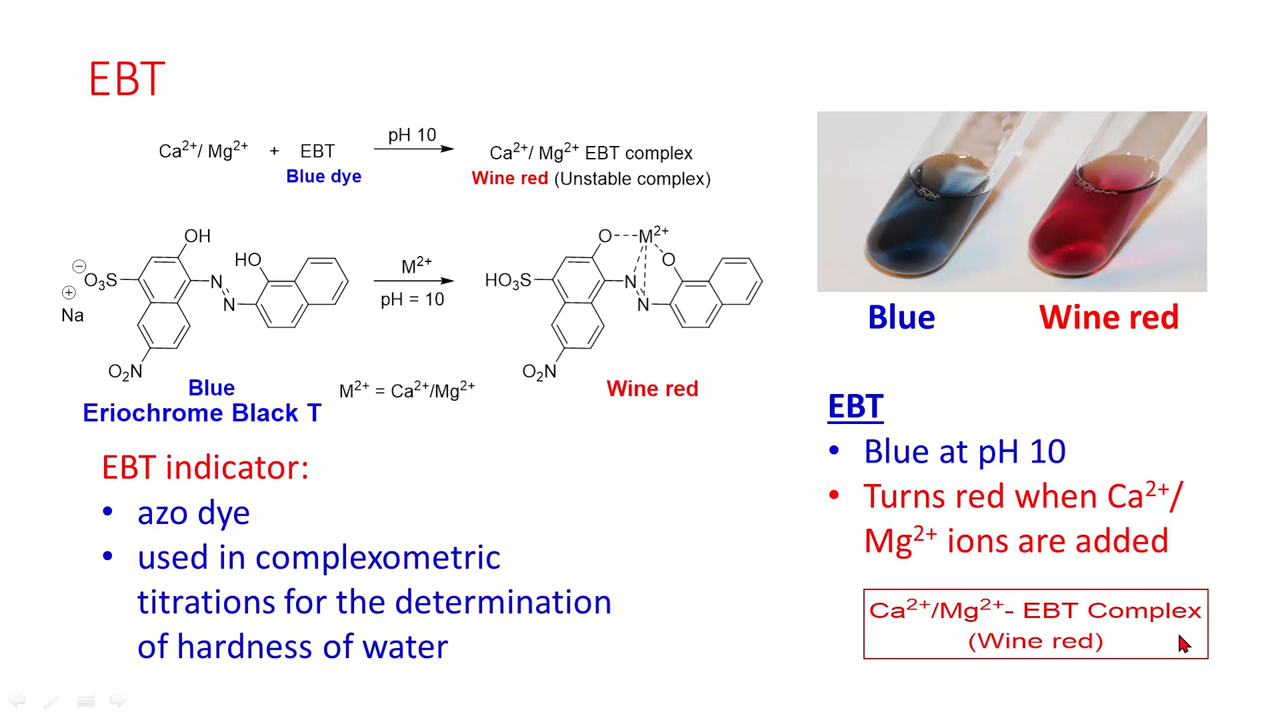 EBT
Ca²⁺/ Mg²⁺ + EBT pH 10 Ca²⁺/ Mg²⁺ EBT complex
Blue dye Wine red (Unstable complex)
OH
HO
⊖
O₃S
⊕
Na
N
N
O₂N
M²⁺
pH = 10
O
M²⁺
O
HO₃S
N
N
O₂N
Blue
M²⁺ = Ca²⁺/Mg²⁺
Wine red
Eriochrome Black T
Blue
Wine red
EBT indicator:
• azo dye
• used in complexometric
titrations for the determination
of hardness of water
EBT
• Blue at pH 10
• Turns red when Ca²⁺/
Mg²⁺ ions are added
Ca²⁺/Mg²⁺- EBT Complex
(Wine red)